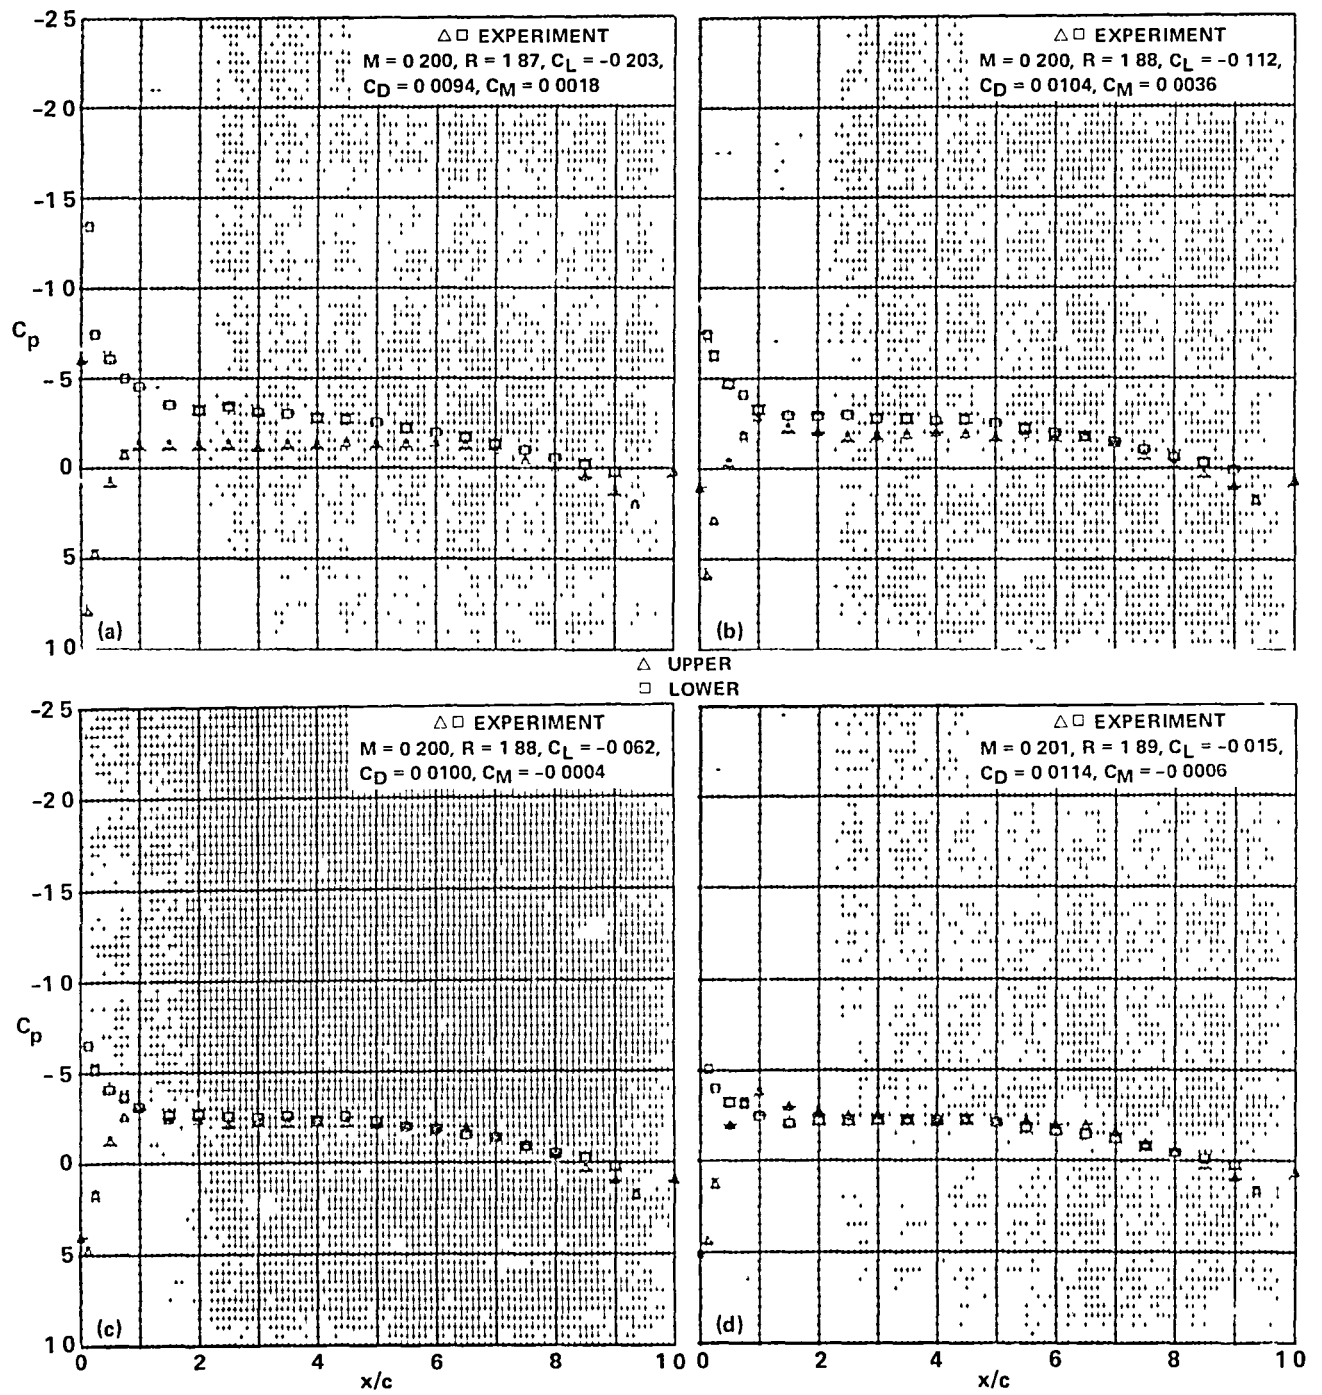 △ □ EXPERIMENT
M = 0 200, R = 1 87, CL = -0 203,
CD = 0 0094, CM = 0 0018
-2 5
-2 0
-1 5
-1 0
Cp
- 5
0
5
1 0
(a)
△ □ EXPERIMENT
M = 0 200, R = 1 88, CL = -0 112,
CD = 0 0104, CM = 0 0036
(b)
△ UPPER
□ LOWER
△ □ EXPERIMENT
M = 0 200, R = 1 88, CL = -0 062,
CD = 0 0100, CM = -0 0004
-2 5
-2 0
-1 5
-1 0
Cp
- 5
0
5
1 0
(c)
0 2 4 6 8 1 0
x/c
△ □ EXPERIMENT
M = 0 201, R = 1 89, CL = -0 015,
CD = 0 0114, CM = -0 0006
(d)
0 2 4 6 8 1 0
x/c